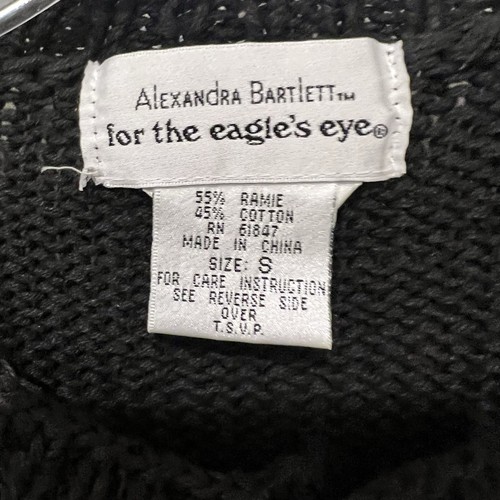 Alexandra Bartlett™
for the eagle's eye®
55% RAMIE
45% COTTON
RN 61847
MADE IN CHINA
SIZE: S
FOR CARE INSTRUCTION
SEE REVERSE SIDE
OVER
T.S.V.P.